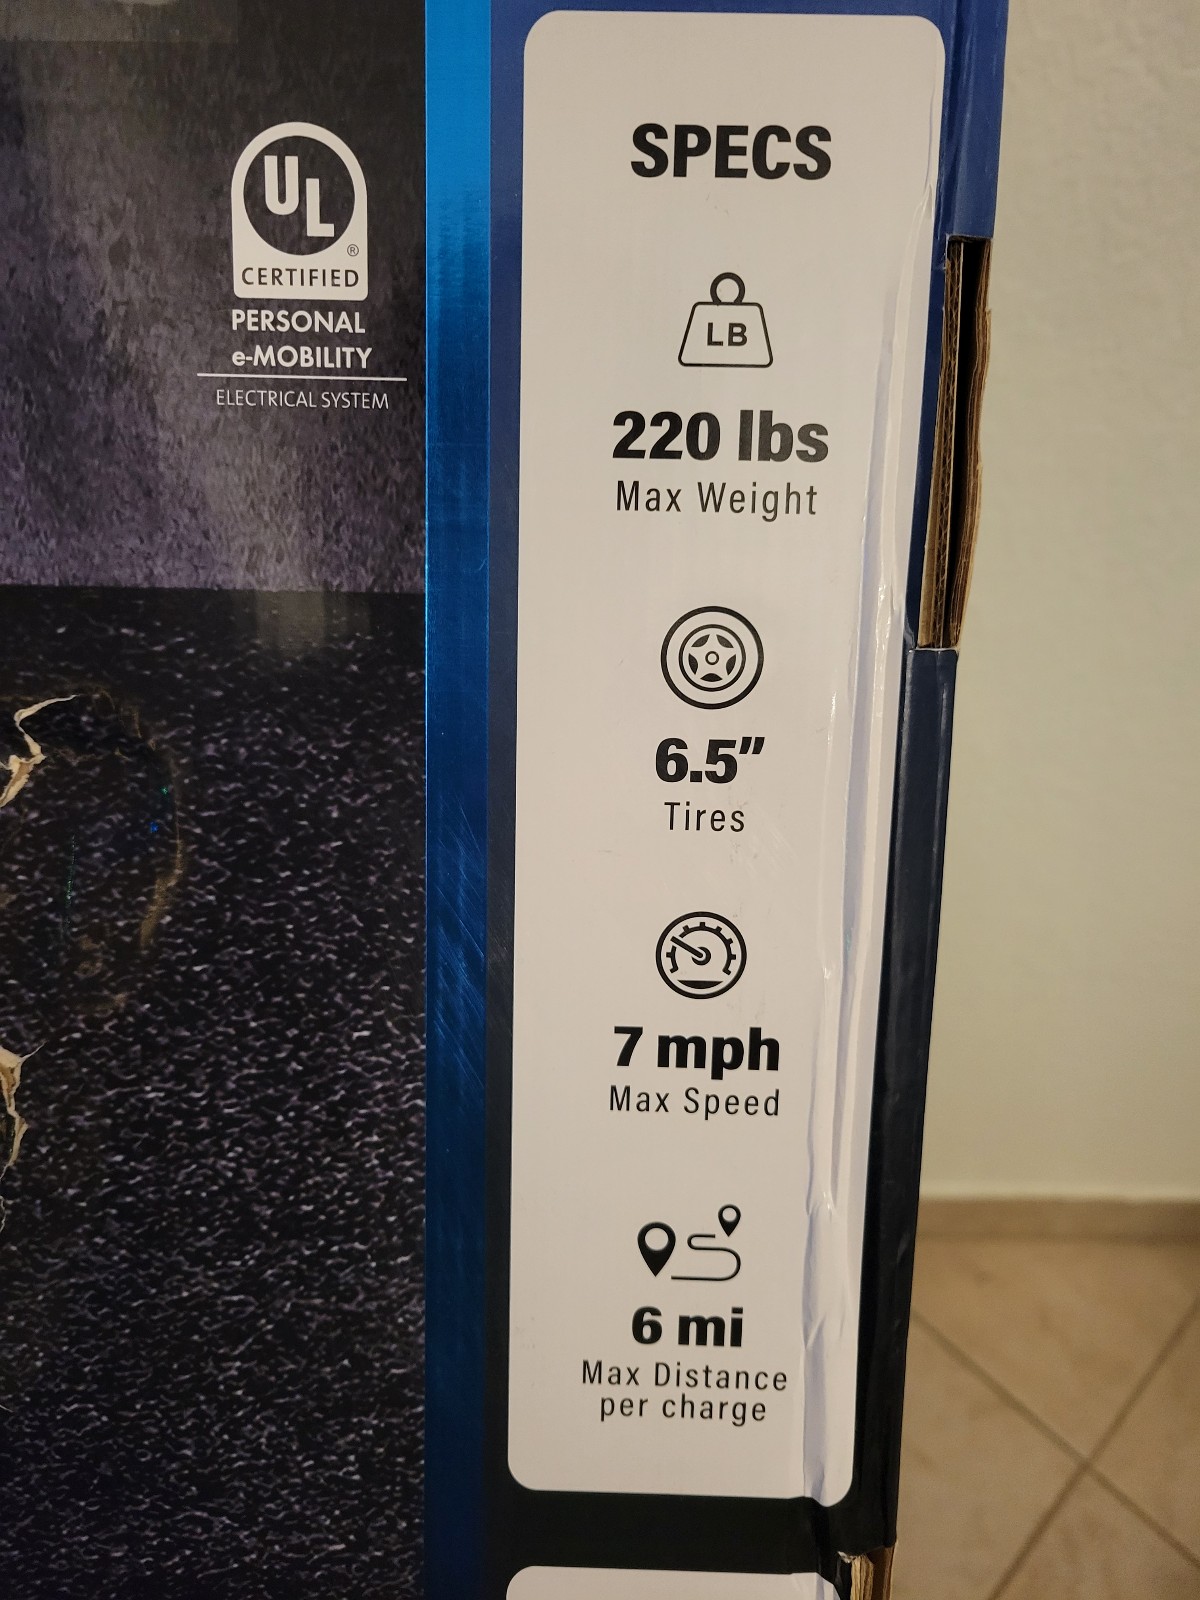 UL
®
CERTIFIED
PERSONAL
e-MOBILITY
ELECTRICAL SYSTEM
SPECS
LB
220 lbs
Max Weight
6.5"
Tires
7 mph
Max Speed
6 mi
Max Distance
per charge